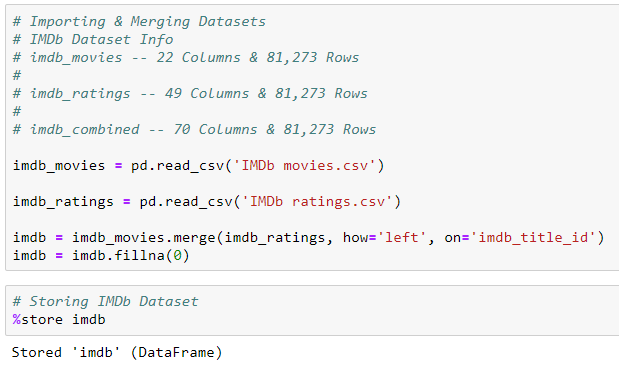 # Importing & Merging Datasets
# IMDb Dataset Info
# imdb_movies -- 22 Columns & 81,273 Rows
#
# imdb_ratings -- 49 Columns & 81,273 Rows
#
# imdb_combined -- 70 Columns & 81,273 Rows
imdb_movies = pd.read_csv('IMDb movies.csv')
imdb_ratings = pd.read_csv('IMDb ratings.csv')
imdb = imdb_movies.merge(imdb_ratings, how='left', on='imdb_title_id')
imdb = imdb.fillna(0)
# Storing IMDb Dataset
%store imdb
Stored 'imdb' (DataFrame)